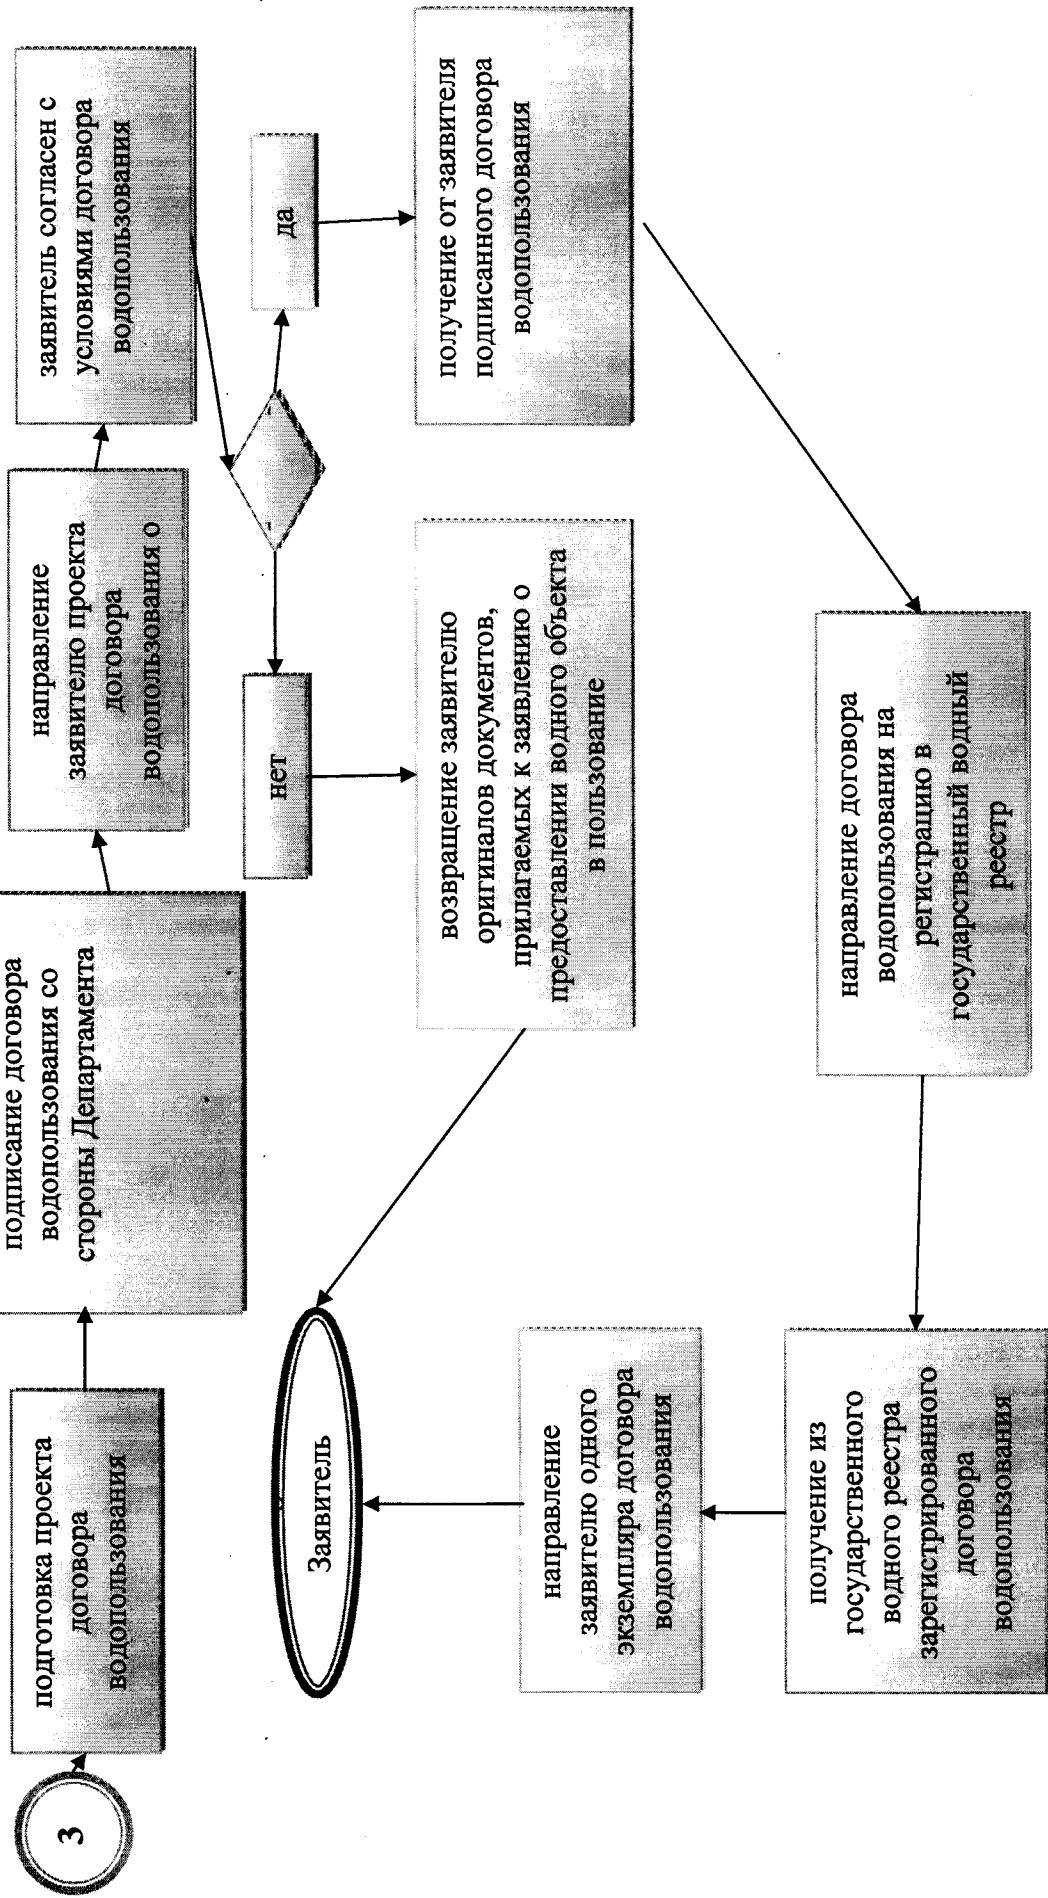 3
подготовка проекта
договора
водопользования
подписание договора
водопользования со
стороны Департамента
направление
заявителю проекта
договора
водопользования о
заявитель согласен с
условиями договора
водопользования
нет
да
возвращение заявителю
оригиналов документов,
прилагаемых к заявлению о
предоставлении водного объекта
в пользование
получение от заявителя
подписанного договора
водопользования
Заявитель
направление договора
водопользования на
регистрацию в
государственный водный
реестр
направление
заявителю одного
экземпляра договора
водопользования
получение из
государственного
водного реестра
зарегистрированного
договора
водопользования